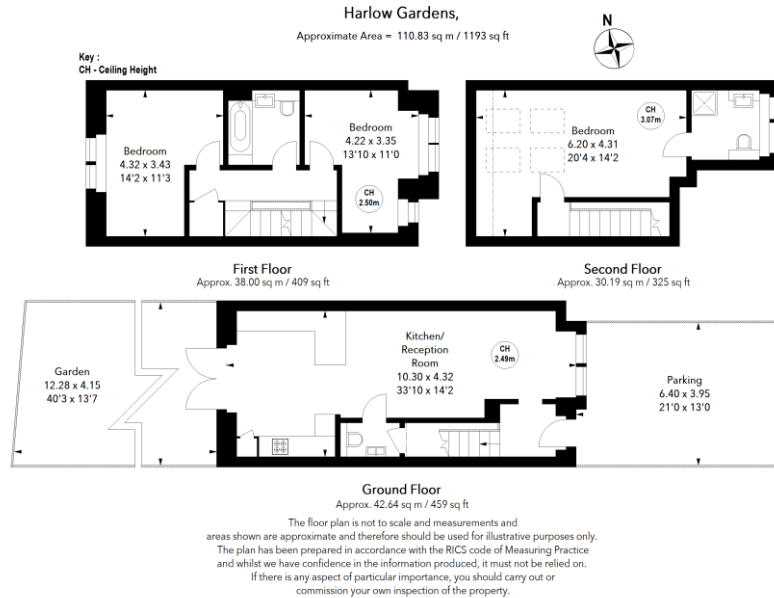 Harlow Gardens,
Approximate Area = 110.83 sq m / 1193 sq ft
N
Key :
CH - Ceiling Height
Bedroom
4.32 x 3.43
14'2 x 11'3
Bedroom
4.22 x 3.35
13'10 x 11'0
CH
2.50m
First Floor
Approx. 38.00 sq m / 409 sq ft
CH
3.07m
Bedroom
6.20 x 4.31
20'4 x 14'2
Second Floor
Approx. 30.19 sq m / 325 sq ft
Garden
12.28 x 4.15
40'3 x 13'7
Kitchen/
Reception
Room
10.30 x 4.32
33'10 x 14'2
CH
2.49m
Parking
6.40 x 3.95
21'0 x 13'0
Ground Floor
Approx. 42.64 sq m / 459 sq ft
The floor plan is not to scale and measurements and
areas shown are approximate and therefore should be used for illustrative purposes only.
The plan has been prepared in accordance with the RICS code of Measuring Practice
and whilst we have confidence in the information produced, it must not be relied on.
If there is any aspect of particular importance, you should carry out or
commission your own inspection of the property.